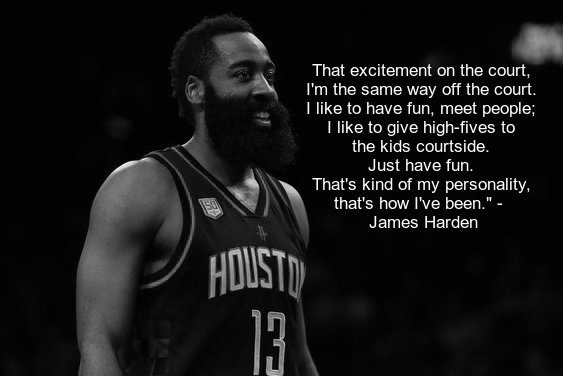 That excitement on the court,
I'm the same way off the court.
I like to have fun, meet people;
I like to give high-fives to
the kids courtside.
Just have fun.
That's kind of my personality,
that's how I've been." -
James Harden
50
HOUSTO
13